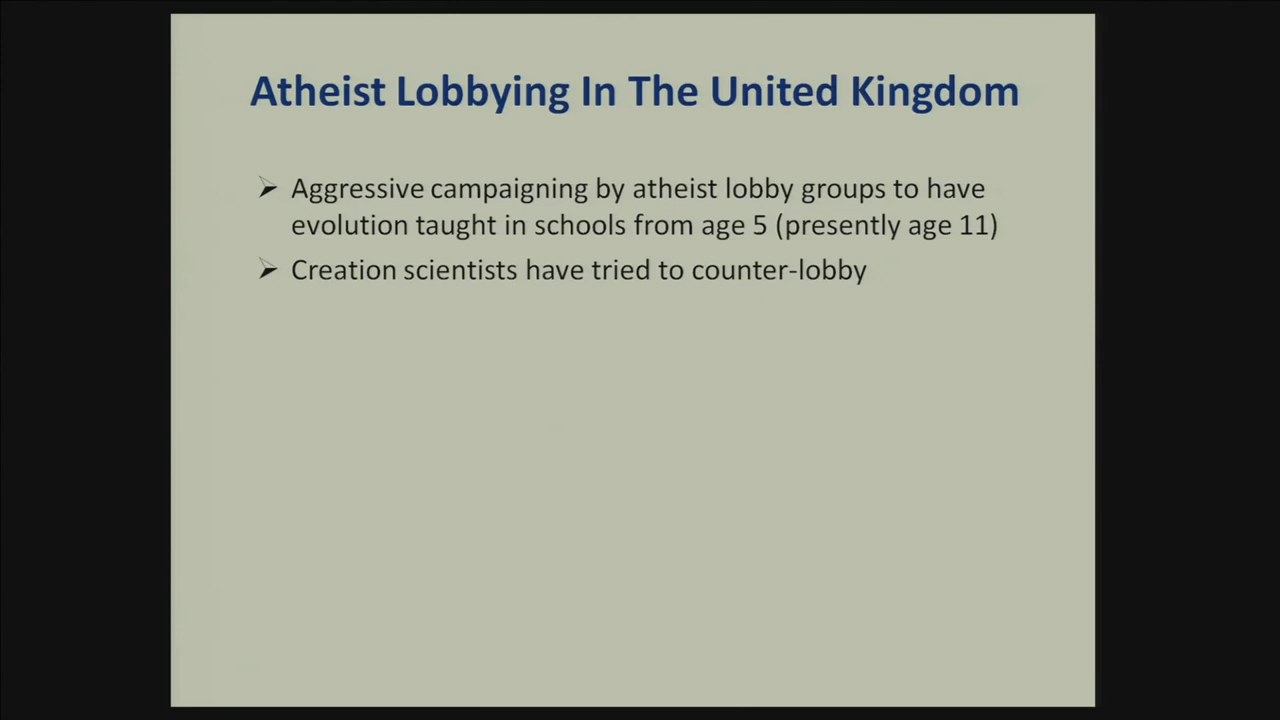 Atheist Lobbying In The United Kingdom
➢ Aggressive campaigning by atheist lobby groups to have
evolution taught in schools from age 5 (presently age 11)
➢ Creation scientists have tried to counter-lobby